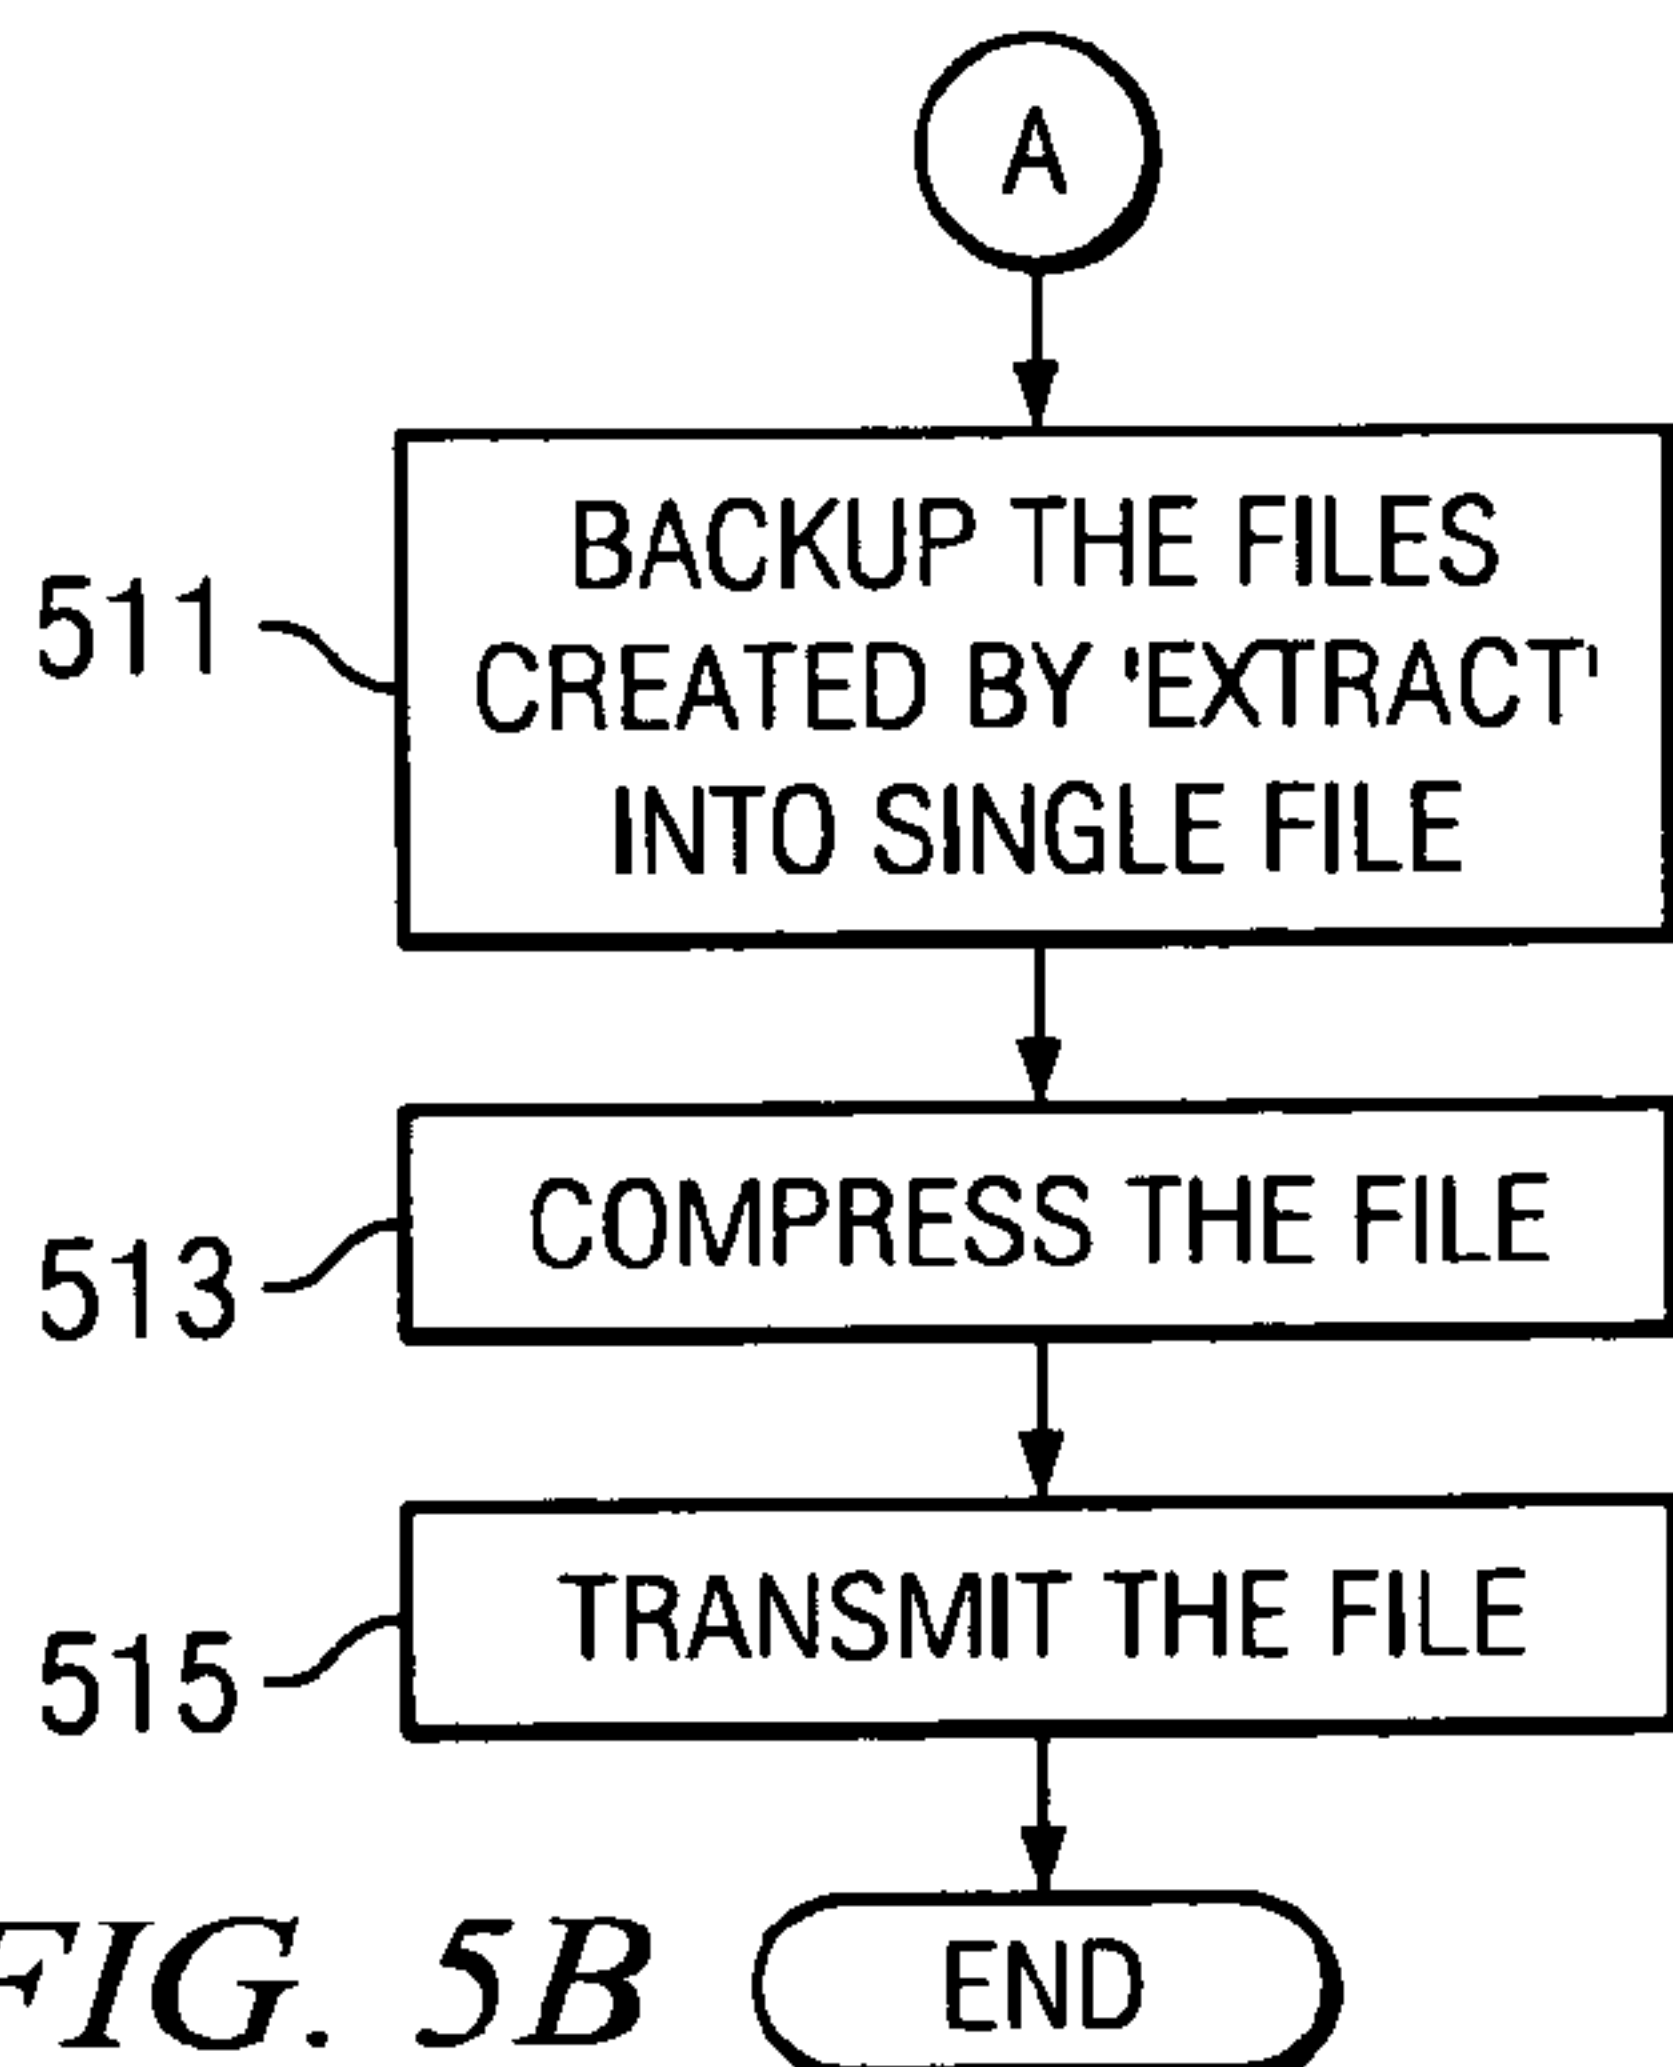 A
511
BACKUP THE FILES
CREATED BY 'EXTRACT'
INTO SINGLE FILE
513
COMPRESS THE FILE
515
TRANSMIT THE FILE
FIG. 5B
END